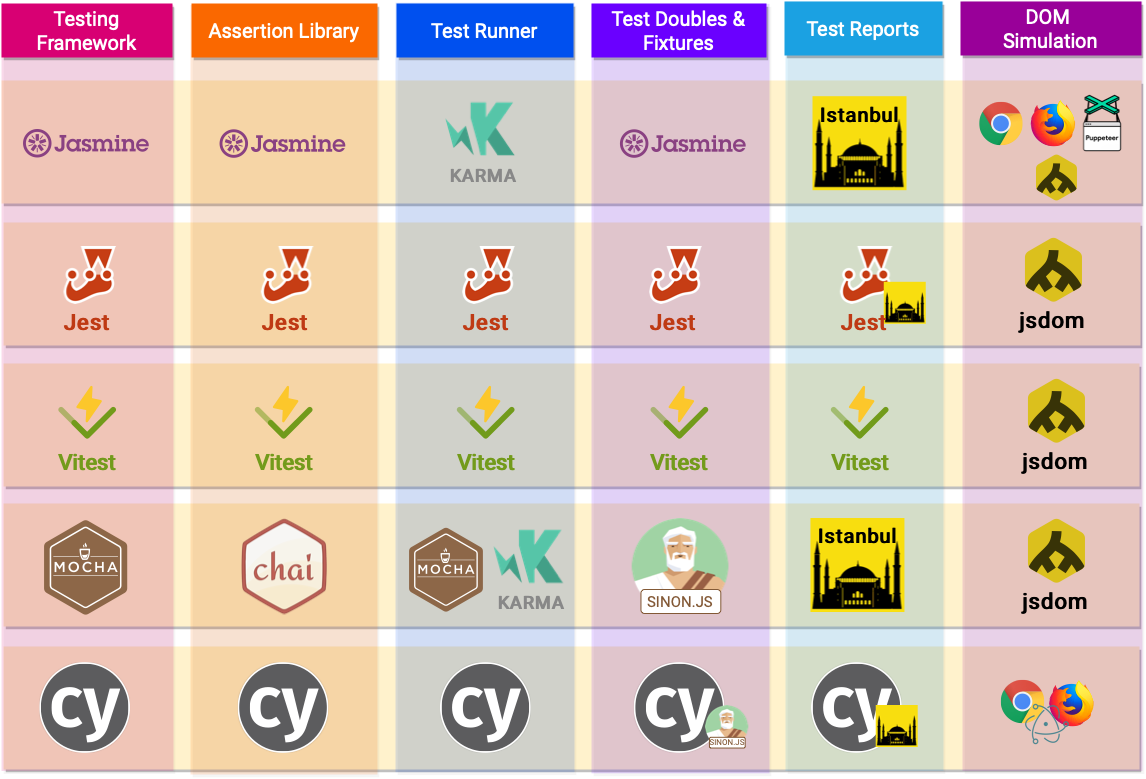 Testing
Framework
Assertion Library
Test Runner
Test Doubles &
Fixtures
Test Reports
DOM
Simulation
Jasmine
Jasmine
KARMA
Jasmine
Istanbul
Puppeteer
Jest
Jest
Jest
Jest
Jest
jsdom
Vitest
Vitest
Vitest
Vitest
Vitest
jsdom
MOCHA
chai
MOCHA
KARMA
SINON.JS
Istanbul
jsdom
cy
cy
cy
cy
SINON.JS
cy